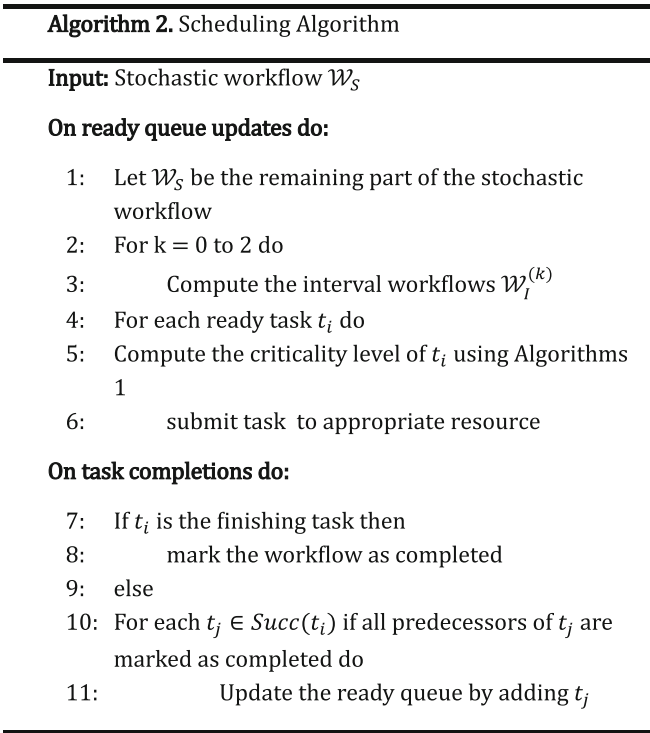 Algorithm 2. Scheduling Algorithm
Input: Stochastic workflow 𝒲_S
On ready queue updates do:
1: Let 𝒲_S be the remaining part of the stochastic
workflow
2: For k = 0 to 2 do
3: Compute the interval workflows 𝒲_I^(k)
4: For each ready task t_i do
5: Compute the criticality level of t_i using Algorithms
1
6: submit task to appropriate resource
On task completions do:
7: If t_i is the finishing task then
8: mark the workflow as completed
9: else
10: For each t_j ∈ Succ(t_i) if all predecessors of t_j are
marked as completed do
11: Update the ready queue by adding t_j